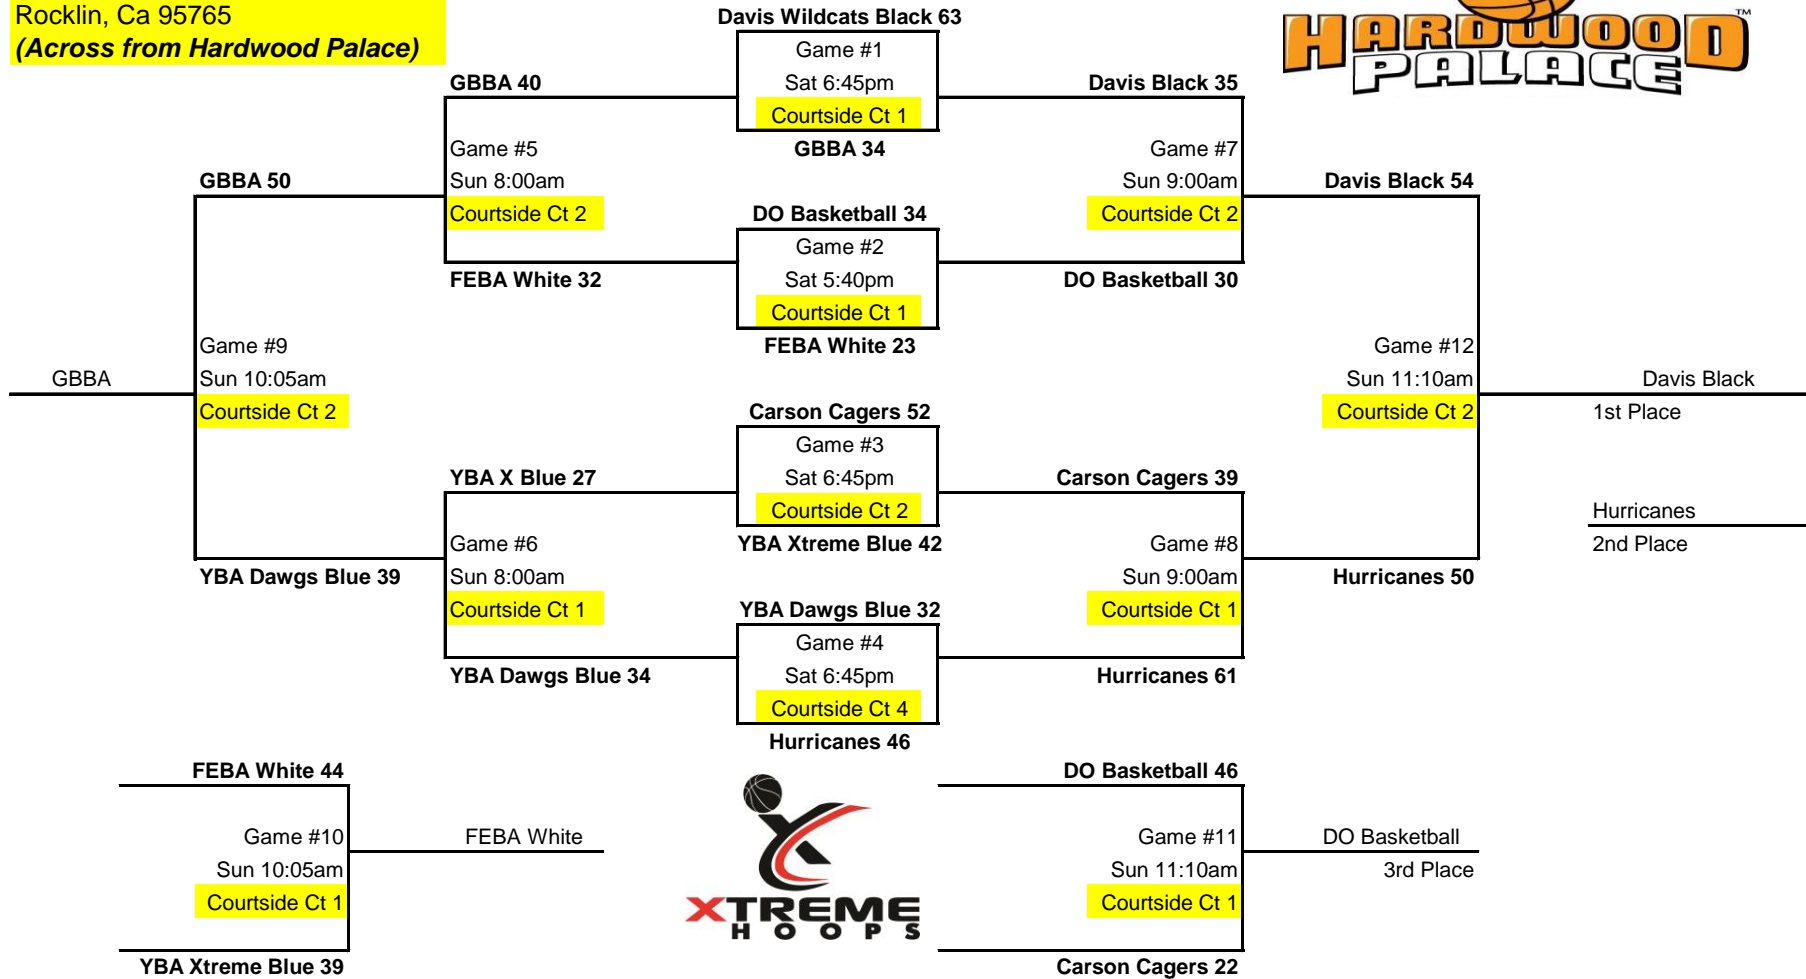 Rocklin, Ca 95765
(Across from Hardwood Palace)
HARDWOOD
PALACE
TM
Davis Wildcats Black 63
Game #1
Sat 6:45pm
Courtside Ct 1
GBBA 34
GBBA 40
Game #5
Sun 8:00am
Courtside Ct 2
FEBA White 32
DO Basketball 34
Game #2
Sat 5:40pm
Courtside Ct 1
FEBA White 23
Davis Black 35
Game #7
Sun 9:00am
Courtside Ct 2
DO Basketball 30
GBBA 50
Game #9
Sun 10:05am
Courtside Ct 2
YBA Dawgs Blue 39
GBBA
Davis Black 54
Game #12
Sun 11:10am
Courtside Ct 2
Hurricanes 50
Davis Black
1st Place
Hurricanes
2nd Place
Carson Cagers 52
Game #3
Sat 6:45pm
Courtside Ct 2
YBA Xtreme Blue 42
YBA X Blue 27
Game #6
Sun 8:00am
Courtside Ct 1
YBA Dawgs Blue 34
YBA Dawgs Blue 32
Game #4
Sat 6:45pm
Courtside Ct 4
Hurricanes 46
Carson Cagers 39
Game #8
Sun 9:00am
Courtside Ct 1
Hurricanes 61
FEBA White 44
Game #10
Sun 10:05am
Courtside Ct 1
YBA Xtreme Blue 39
FEBA White
XTREME
HOOPS
DO Basketball 46
Game #11
Sun 11:10am
Courtside Ct 1
Carson Cagers 22
DO Basketball
3rd Place